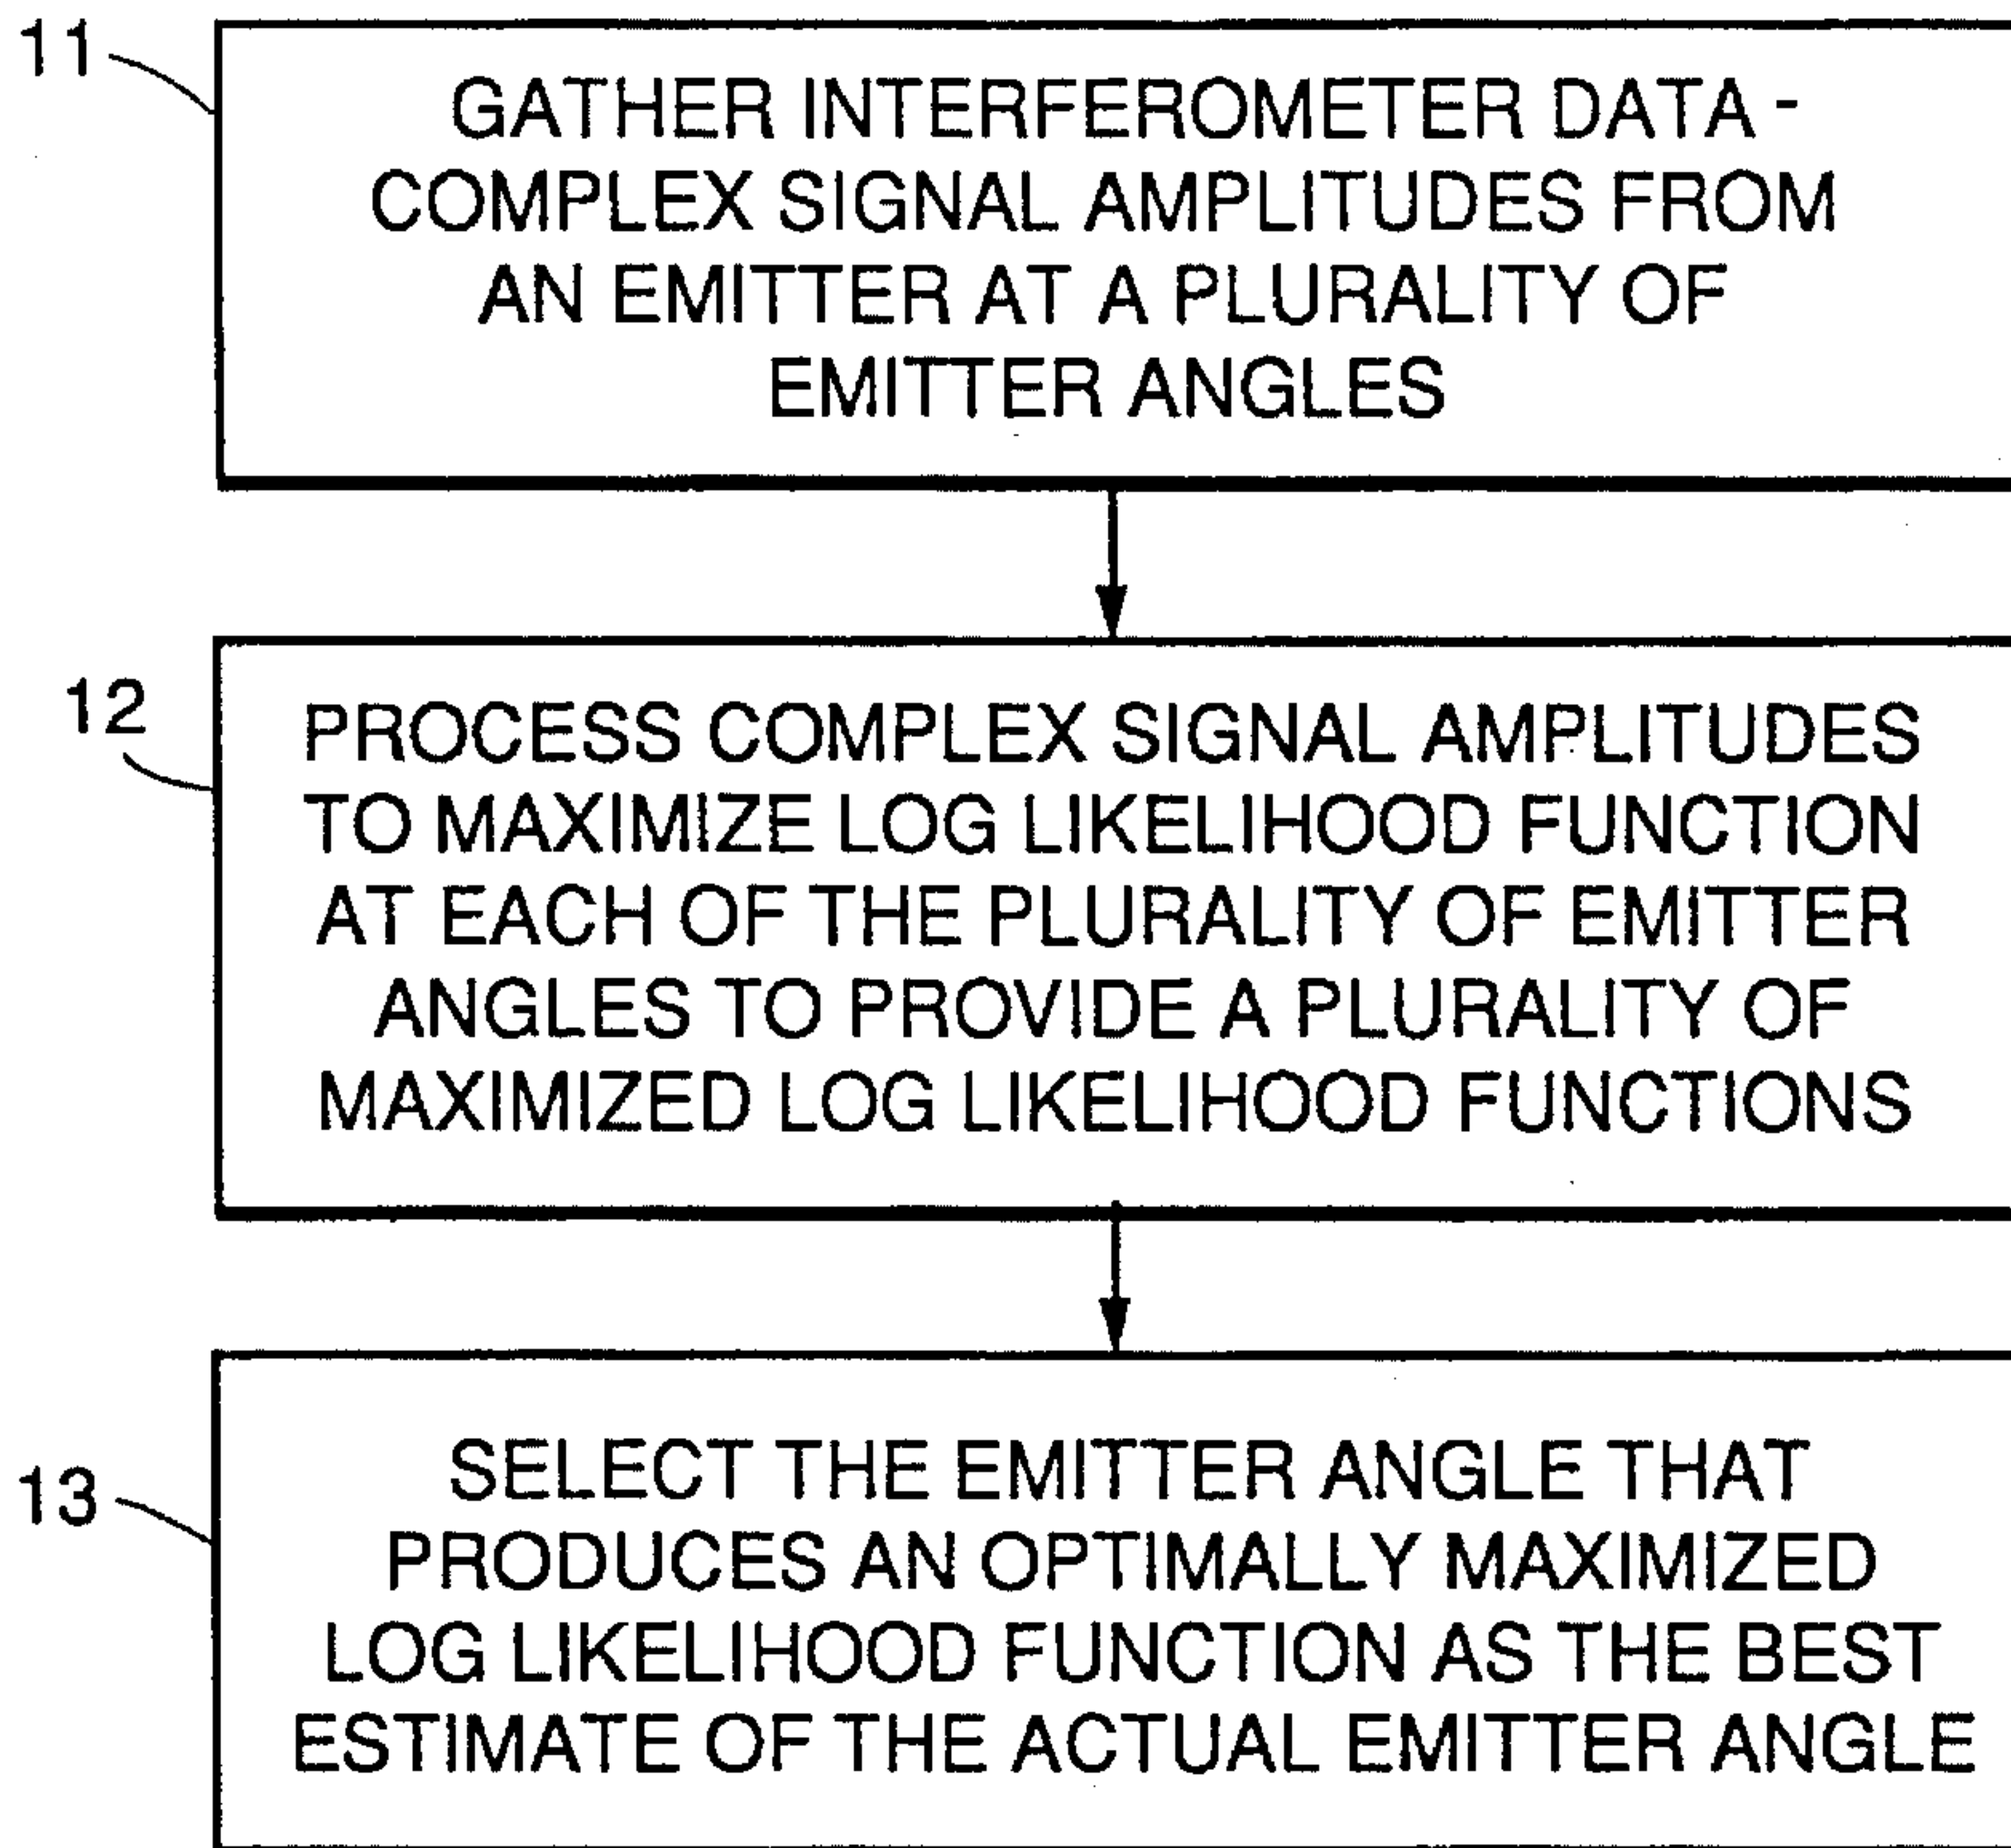 11
GATHER INTERFEROMETER DATA -
COMPLEX SIGNAL AMPLITUDES FROM
AN EMITTER AT A PLURALITY OF
EMITTER ANGLES
12
PROCESS COMPLEX SIGNAL AMPLITUDES
TO MAXIMIZE LOG LIKELIHOOD FUNCTION
AT EACH OF THE PLURALITY OF EMITTER
ANGLES TO PROVIDE A PLURALITY OF
MAXIMIZED LOG LIKELIHOOD FUNCTIONS
13
SELECT THE EMITTER ANGLE THAT
PRODUCES AN OPTIMALLY MAXIMIZED
LOG LIKELIHOOD FUNCTION AS THE BEST
ESTIMATE OF THE ACTUAL EMITTER ANGLE